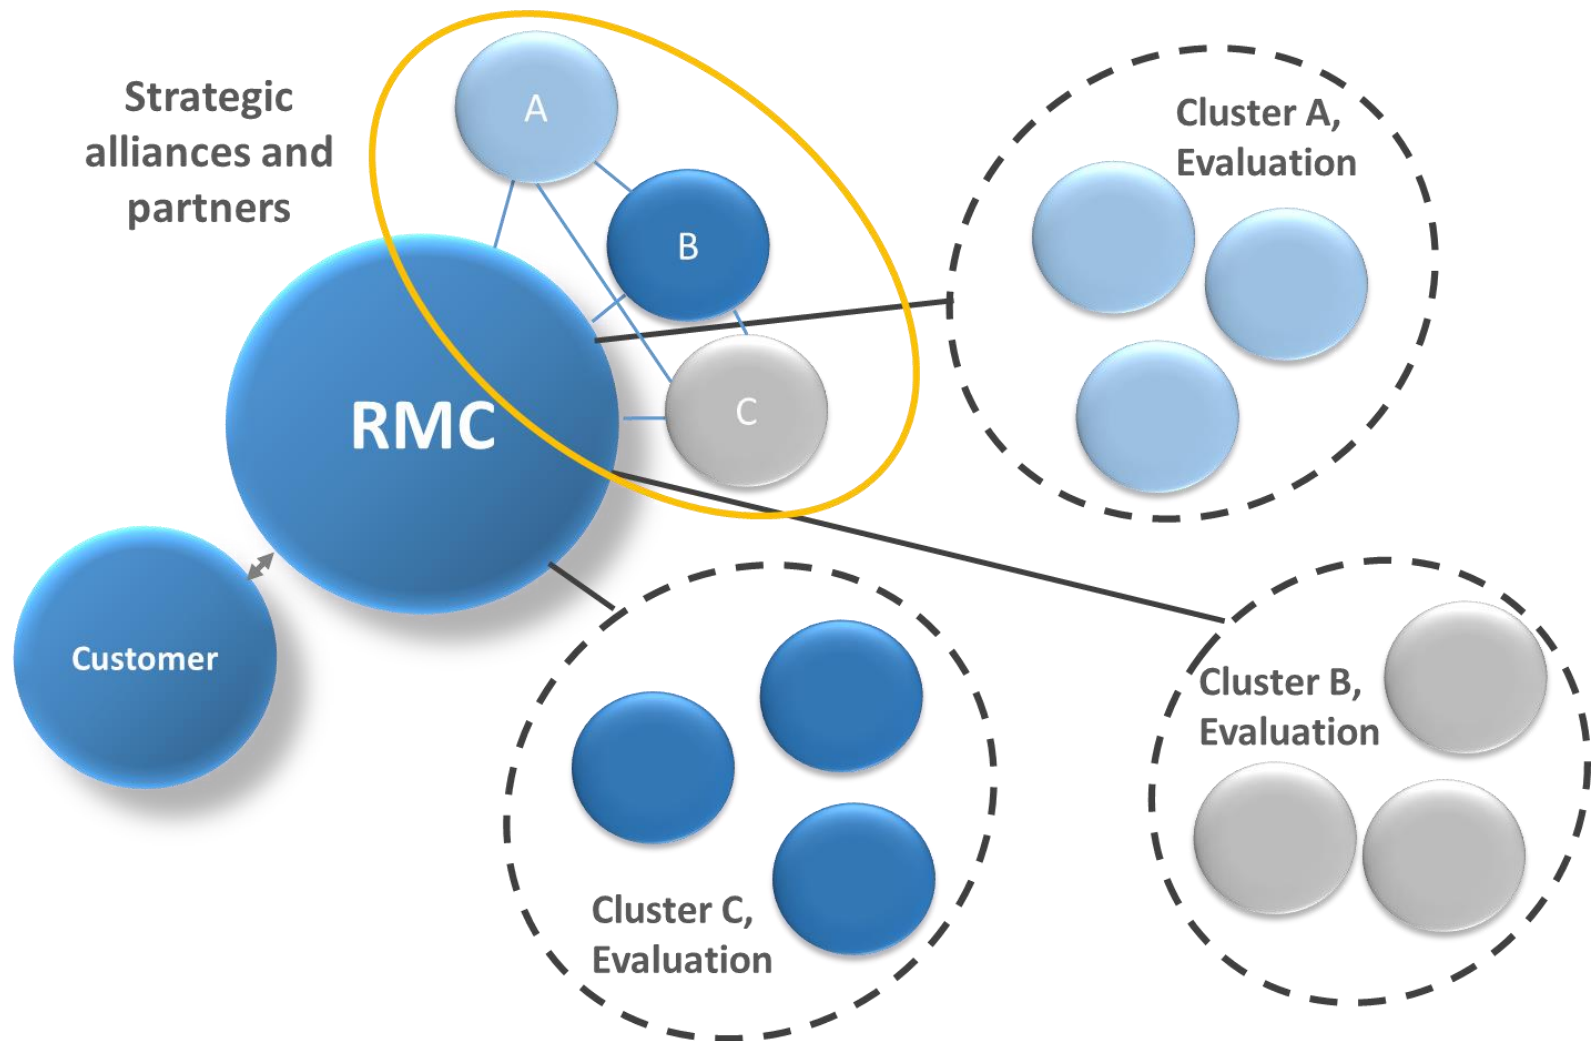 Strategic
alliances and
partners
A
B
C
RMC
Customer
Cluster A,
Evaluation
Cluster B,
Evaluation
Cluster C,
Evaluation